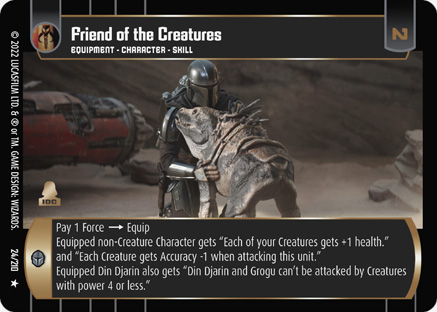 Friend of the Creatures
EQUIPMENT - CHARACTER - SKILL
N
© 2022 LUCASFILM LTD. & ® or TM. GAME DESIGN: WIZARDS.
24/210
IDC
Pay 1 Force → Equip
Equipped non-Creature Character gets “Each of your Creatures gets +1 health.”
and “Each Creature gets Accuracy -1 when attacking this unit.”
Equipped Din Djarin also gets “Din Djarin and Grogu can't be attacked by Creatures
with power 4 or less.”